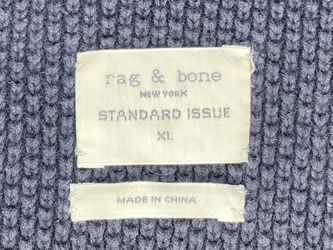 rag & bone
NEW YORK
STANDARD ISSUE
XL
MADE IN CHINA